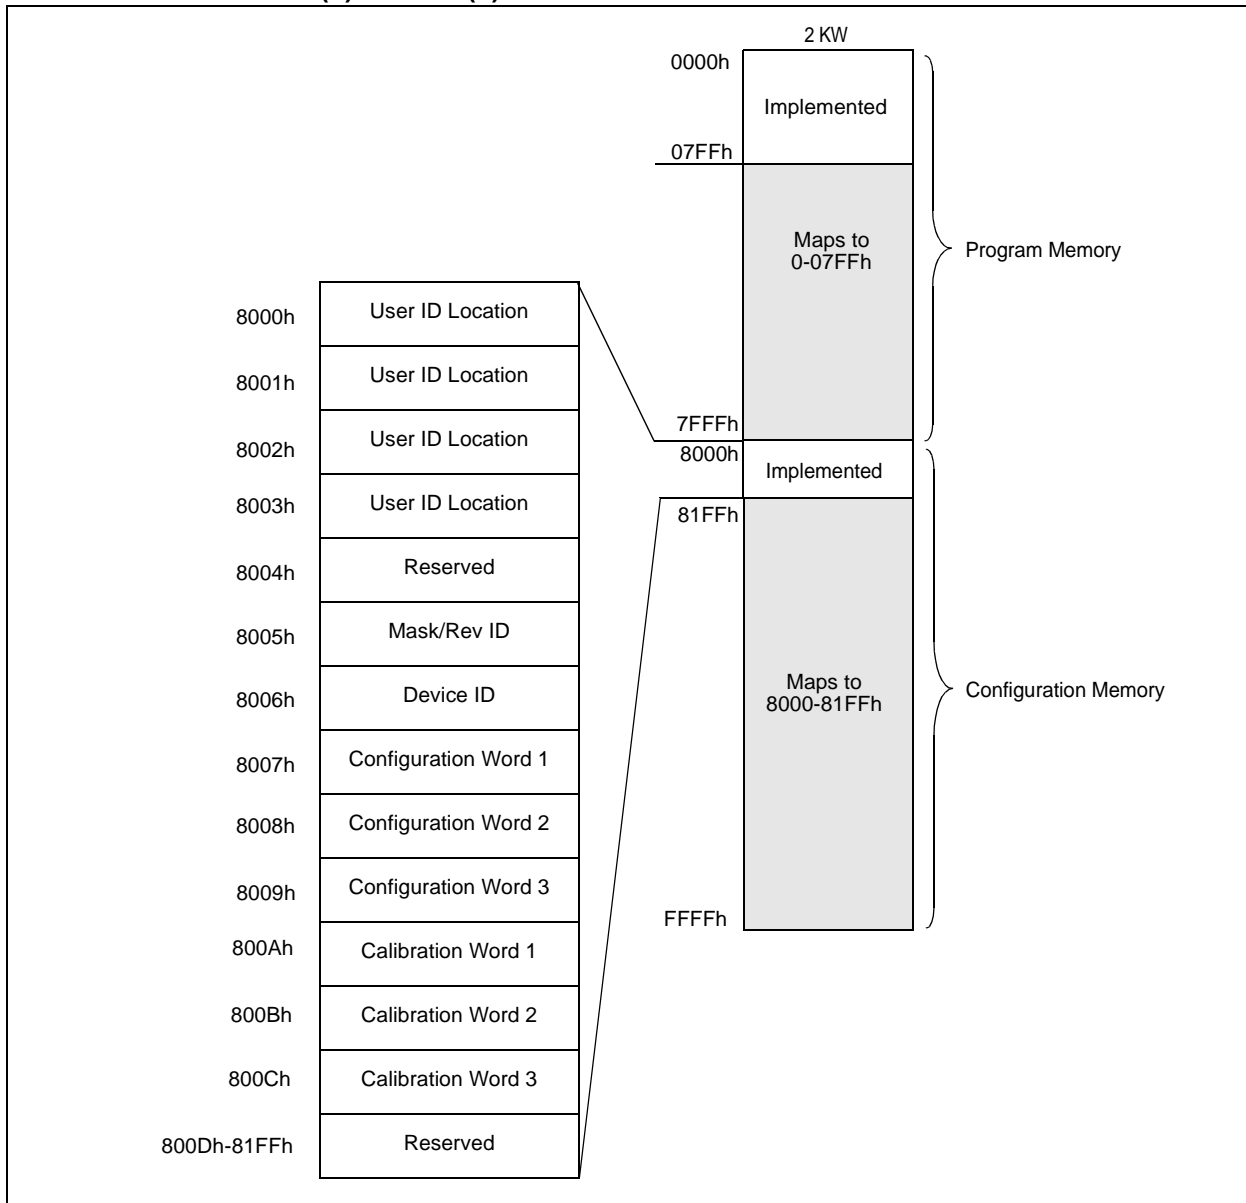 2 KW
0000h
Implemented
07FFh
Maps to
0-07FFh
Program Memory
7FFFh
8000h
Implemented
81FFh
Maps to
8000-81FFh
Configuration Memory
FFFFh
8000h User ID Location
8001h User ID Location
8002h User ID Location
8003h User ID Location
8004h Reserved
8005h Mask/Rev ID
8006h Device ID
8007h Configuration Word 1
8008h Configuration Word 2
8009h Configuration Word 3
800Ah Calibration Word 1
800Bh Calibration Word 2
800Ch Calibration Word 3
800Dh-81FFh Reserved